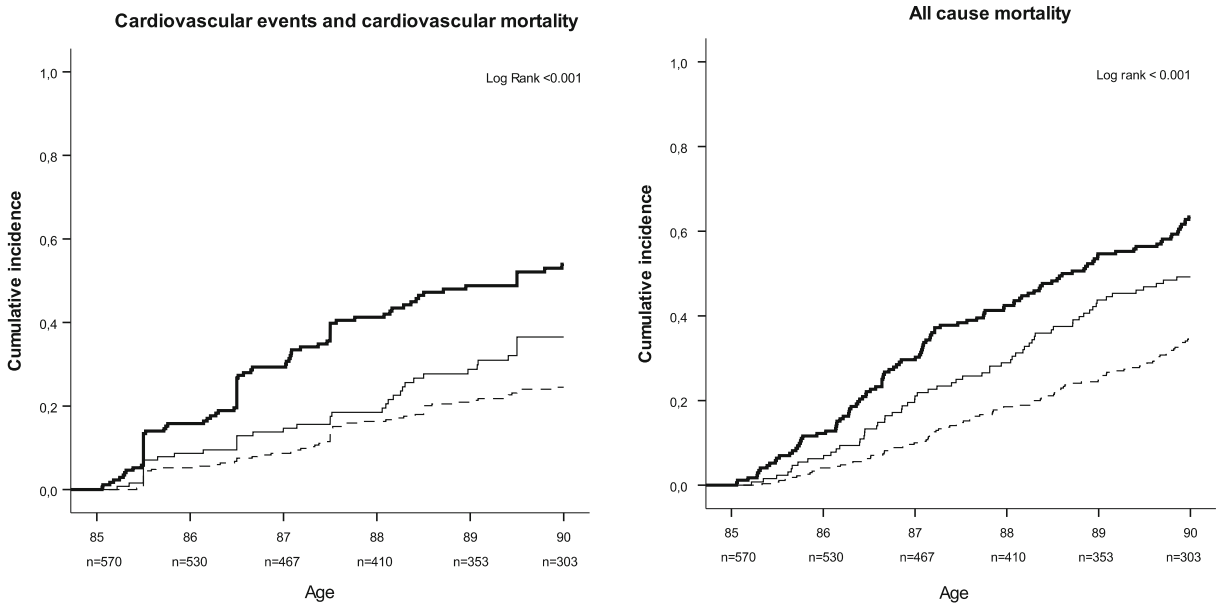 Cardiovascular events and cardiovascular mortality
Log Rank <0.001
1,0
0,8
0,6
0,4
0,2
0,0
Cumulative incidence
85 86 87 88 89 90
n=570 n=530 n=467 n=410 n=353 n=303
Age
All cause mortality
Log rank < 0.001
1,0
0,8
0,6
0,4
0,2
0,0
Cumulative incidence
85 86 87 88 89 90
n=570 n=530 n=467 n=410 n=353 n=303
Age